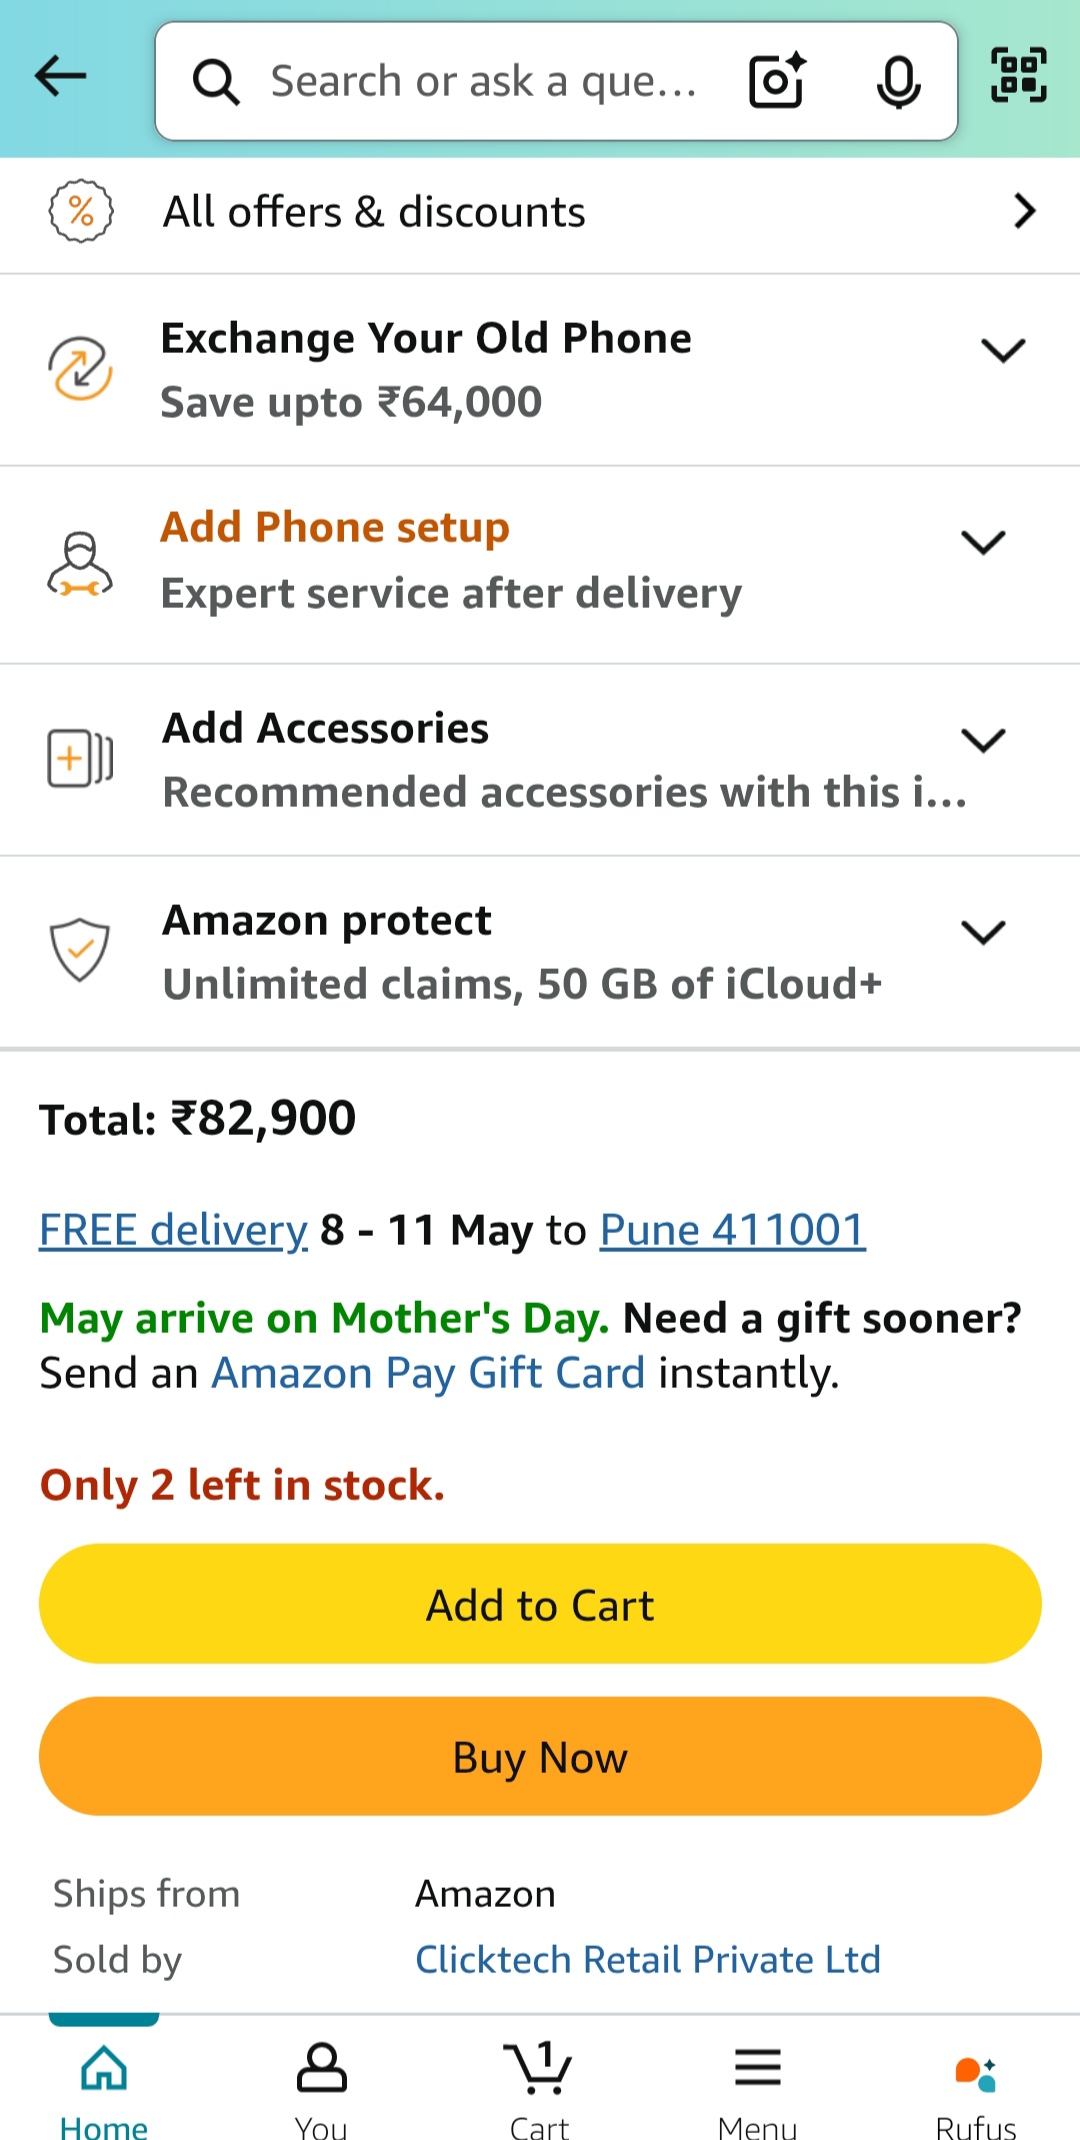 Search or ask a que...
All offers & discounts
Exchange Your Old Phone
Save upto ₹64,000
Add Phone setup
Expert service after delivery
Add Accessories
Recommended accessories with this i...
Amazon protect
Unlimited claims, 50 GB of iCloud+
Total: ₹82,900
FREE delivery 8 - 11 May to Pune 411001
May arrive on Mother's Day. Need a gift sooner?
Send an Amazon Pay Gift Card instantly.
Only 2 left in stock.
Add to Cart
Buy Now
Ships from Amazon
Sold by Clicktech Retail Private Ltd
1
Home You Cart Menu Rufus